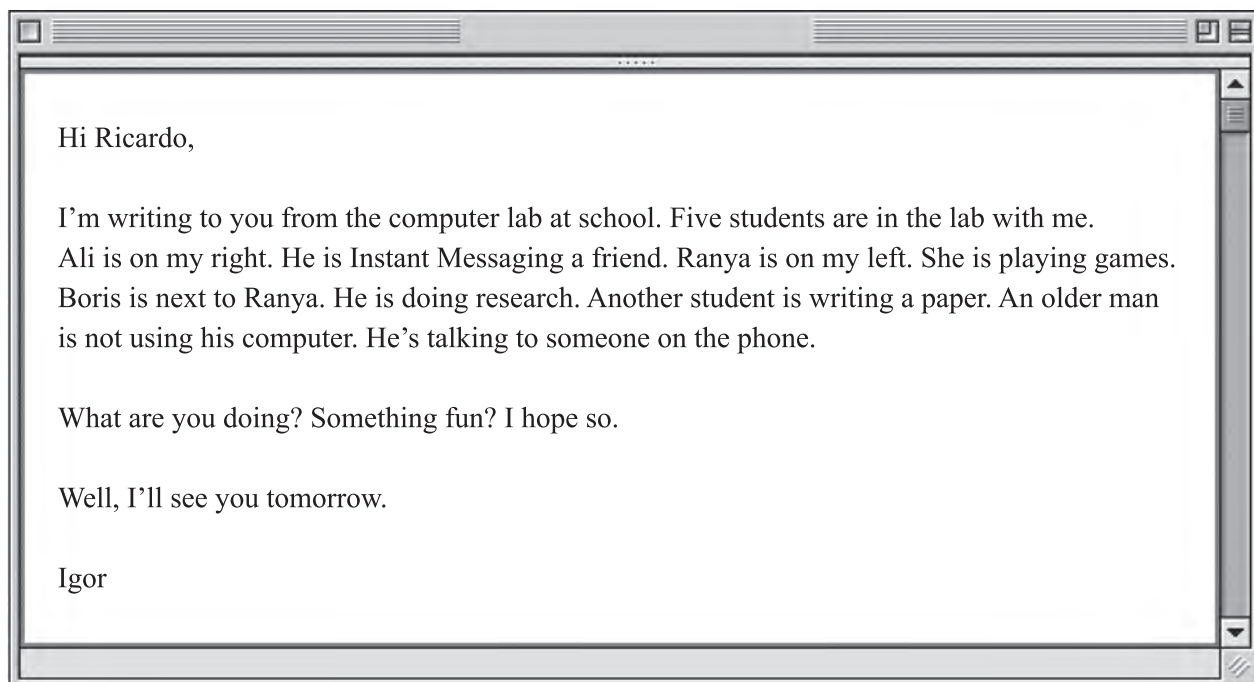 Hi Ricardo,
I’m writing to you from the computer lab at school. Five students are in the lab with me.
Ali is on my right. He is Instant Messaging a friend. Ranya is on my left. She is playing games.
Boris is next to Ranya. He is doing research. Another student is writing a paper. An older man
is not using his computer. He’s talking to someone on the phone.
What are you doing? Something fun? I hope so.
Well, I’ll see you tomorrow.
Igor